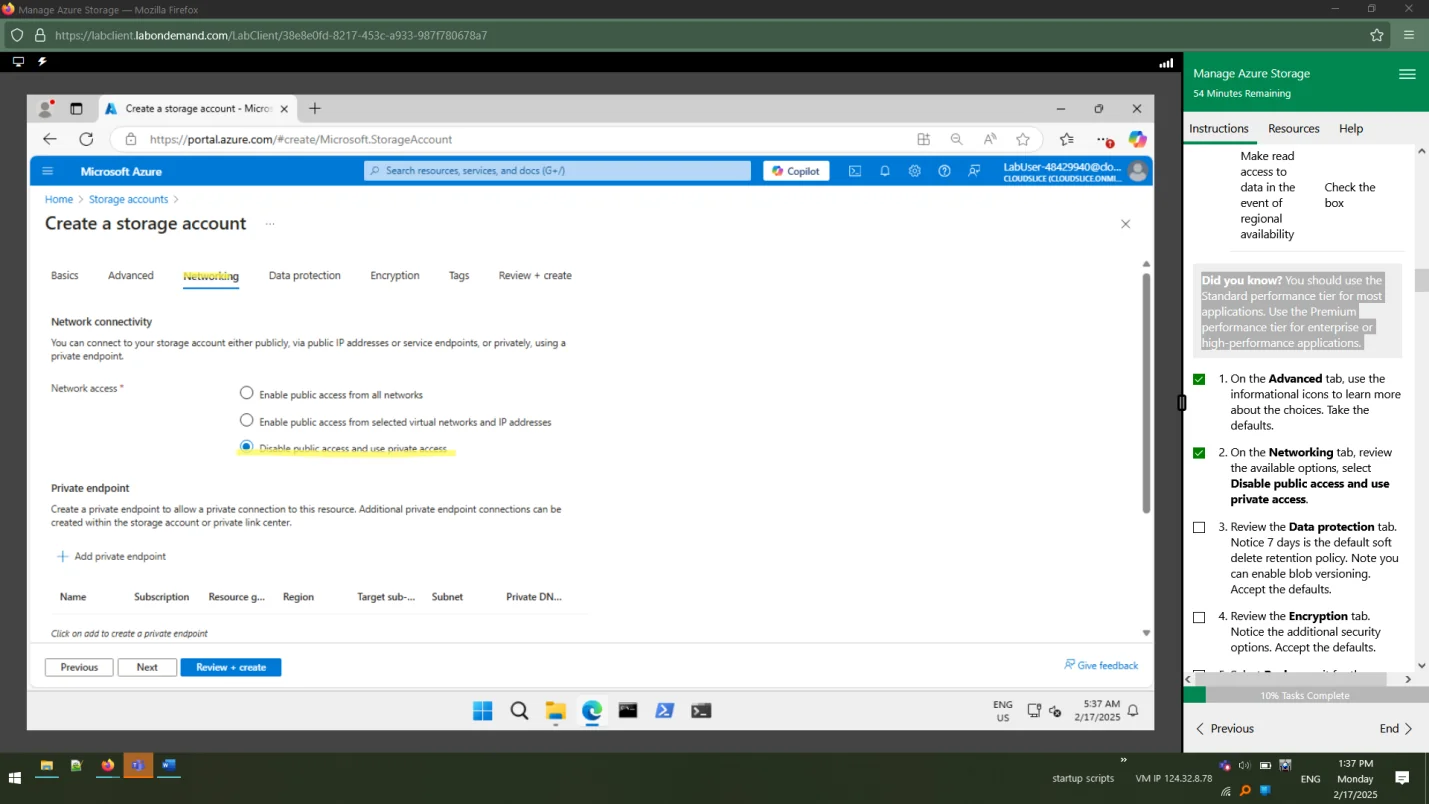 Manage Azure Storage — Mozilla Firefox
https://labclient.labondemand.com/LabClient/38e8e0fd-8217-453c-a933-987f780678a7
Create a storage account - Micros
https://portal.azure.com/#create/Microsoft.StorageAccount
Microsoft Azure
Search resources, services, and docs (G+/)
Copilot
LabUser-48429940@clo...
CLOUDSLICE (CLOUDSLICE.ONMI...
Home > Storage accounts >
Create a storage account
...
Basics
Advanced
Networking
Data protection
Encryption
Tags
Review + create
Network connectivity
You can connect to your storage account either publicly, via public IP addresses or service endpoints, or privately, using a
private endpoint.
Network access *
Enable public access from all networks
Enable public access from selected virtual networks and IP addresses
Disable public access and use private access
Private endpoint
Create a private endpoint to allow a private connection to this resource. Additional private endpoint connections can be
created within the storage account or private link center.
Add private endpoint
Name
Subscription
Resource g...
Region
Target sub-...
Subnet
Private DN...
Click on add to create a private endpoint
Previous
Next
Review + create
Give feedback
ENG
US
5:37 AM
2/17/2025
Manage Azure Storage
54 Minutes Remaining
Instructions
Resources
Help
Make read
access to
data in the
event of
regional
availability
Check the
box
Did you know? You should use the
Standard performance tier for most
applications. Use the Premium
performance tier for enterprise or
high-performance applications.
1. On the Advanced tab, use the
informational icons to learn more
about the choices. Take the
defaults.
2. On the Networking tab, review
the available options, select
Disable public access and use
private access.
3. Review the Data protection tab.
Notice 7 days is the default soft
delete retention policy. Note you
can enable blob versioning.
Accept the defaults.
4. Review the Encryption tab.
Notice the additional security
options. Accept the defaults.
10% Tasks Complete
Previous
End
startup scripts
VM IP 124.32.8.78
ENG
1:37 PM
Monday
2/17/2025